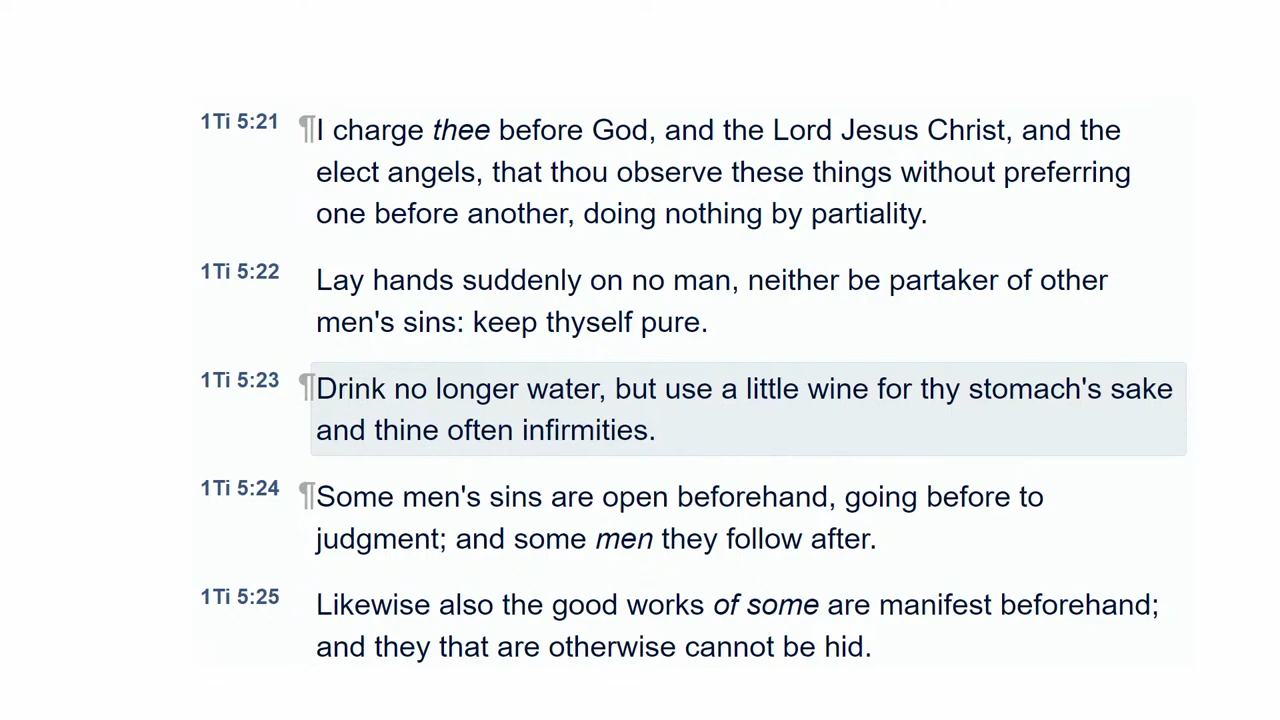 1Ti 5:21 ¶I charge thee before God, and the Lord Jesus Christ, and the
elect angels, that thou observe these things without preferring
one before another, doing nothing by partiality.
1Ti 5:22 Lay hands suddenly on no man, neither be partaker of other
men's sins: keep thyself pure.
1Ti 5:23 ¶Drink no longer water, but use a little wine for thy stomach's sake
and thine often infirmities.
1Ti 5:24 ¶Some men's sins are open beforehand, going before to
judgment; and some men they follow after.
1Ti 5:25 Likewise also the good works of some are manifest beforehand;
and they that are otherwise cannot be hid.